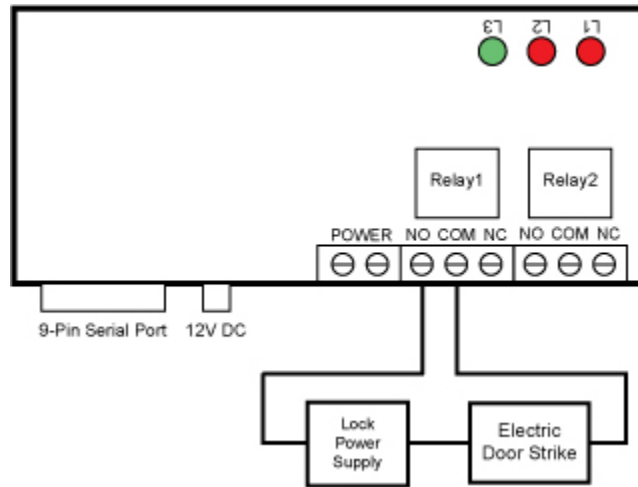 L3 L2 L1
Relay1 Relay2
POWER NO COM NC NO COM NC
9-Pin Serial Port 12V DC
Lock
Power
Supply
Electric
Door Strike